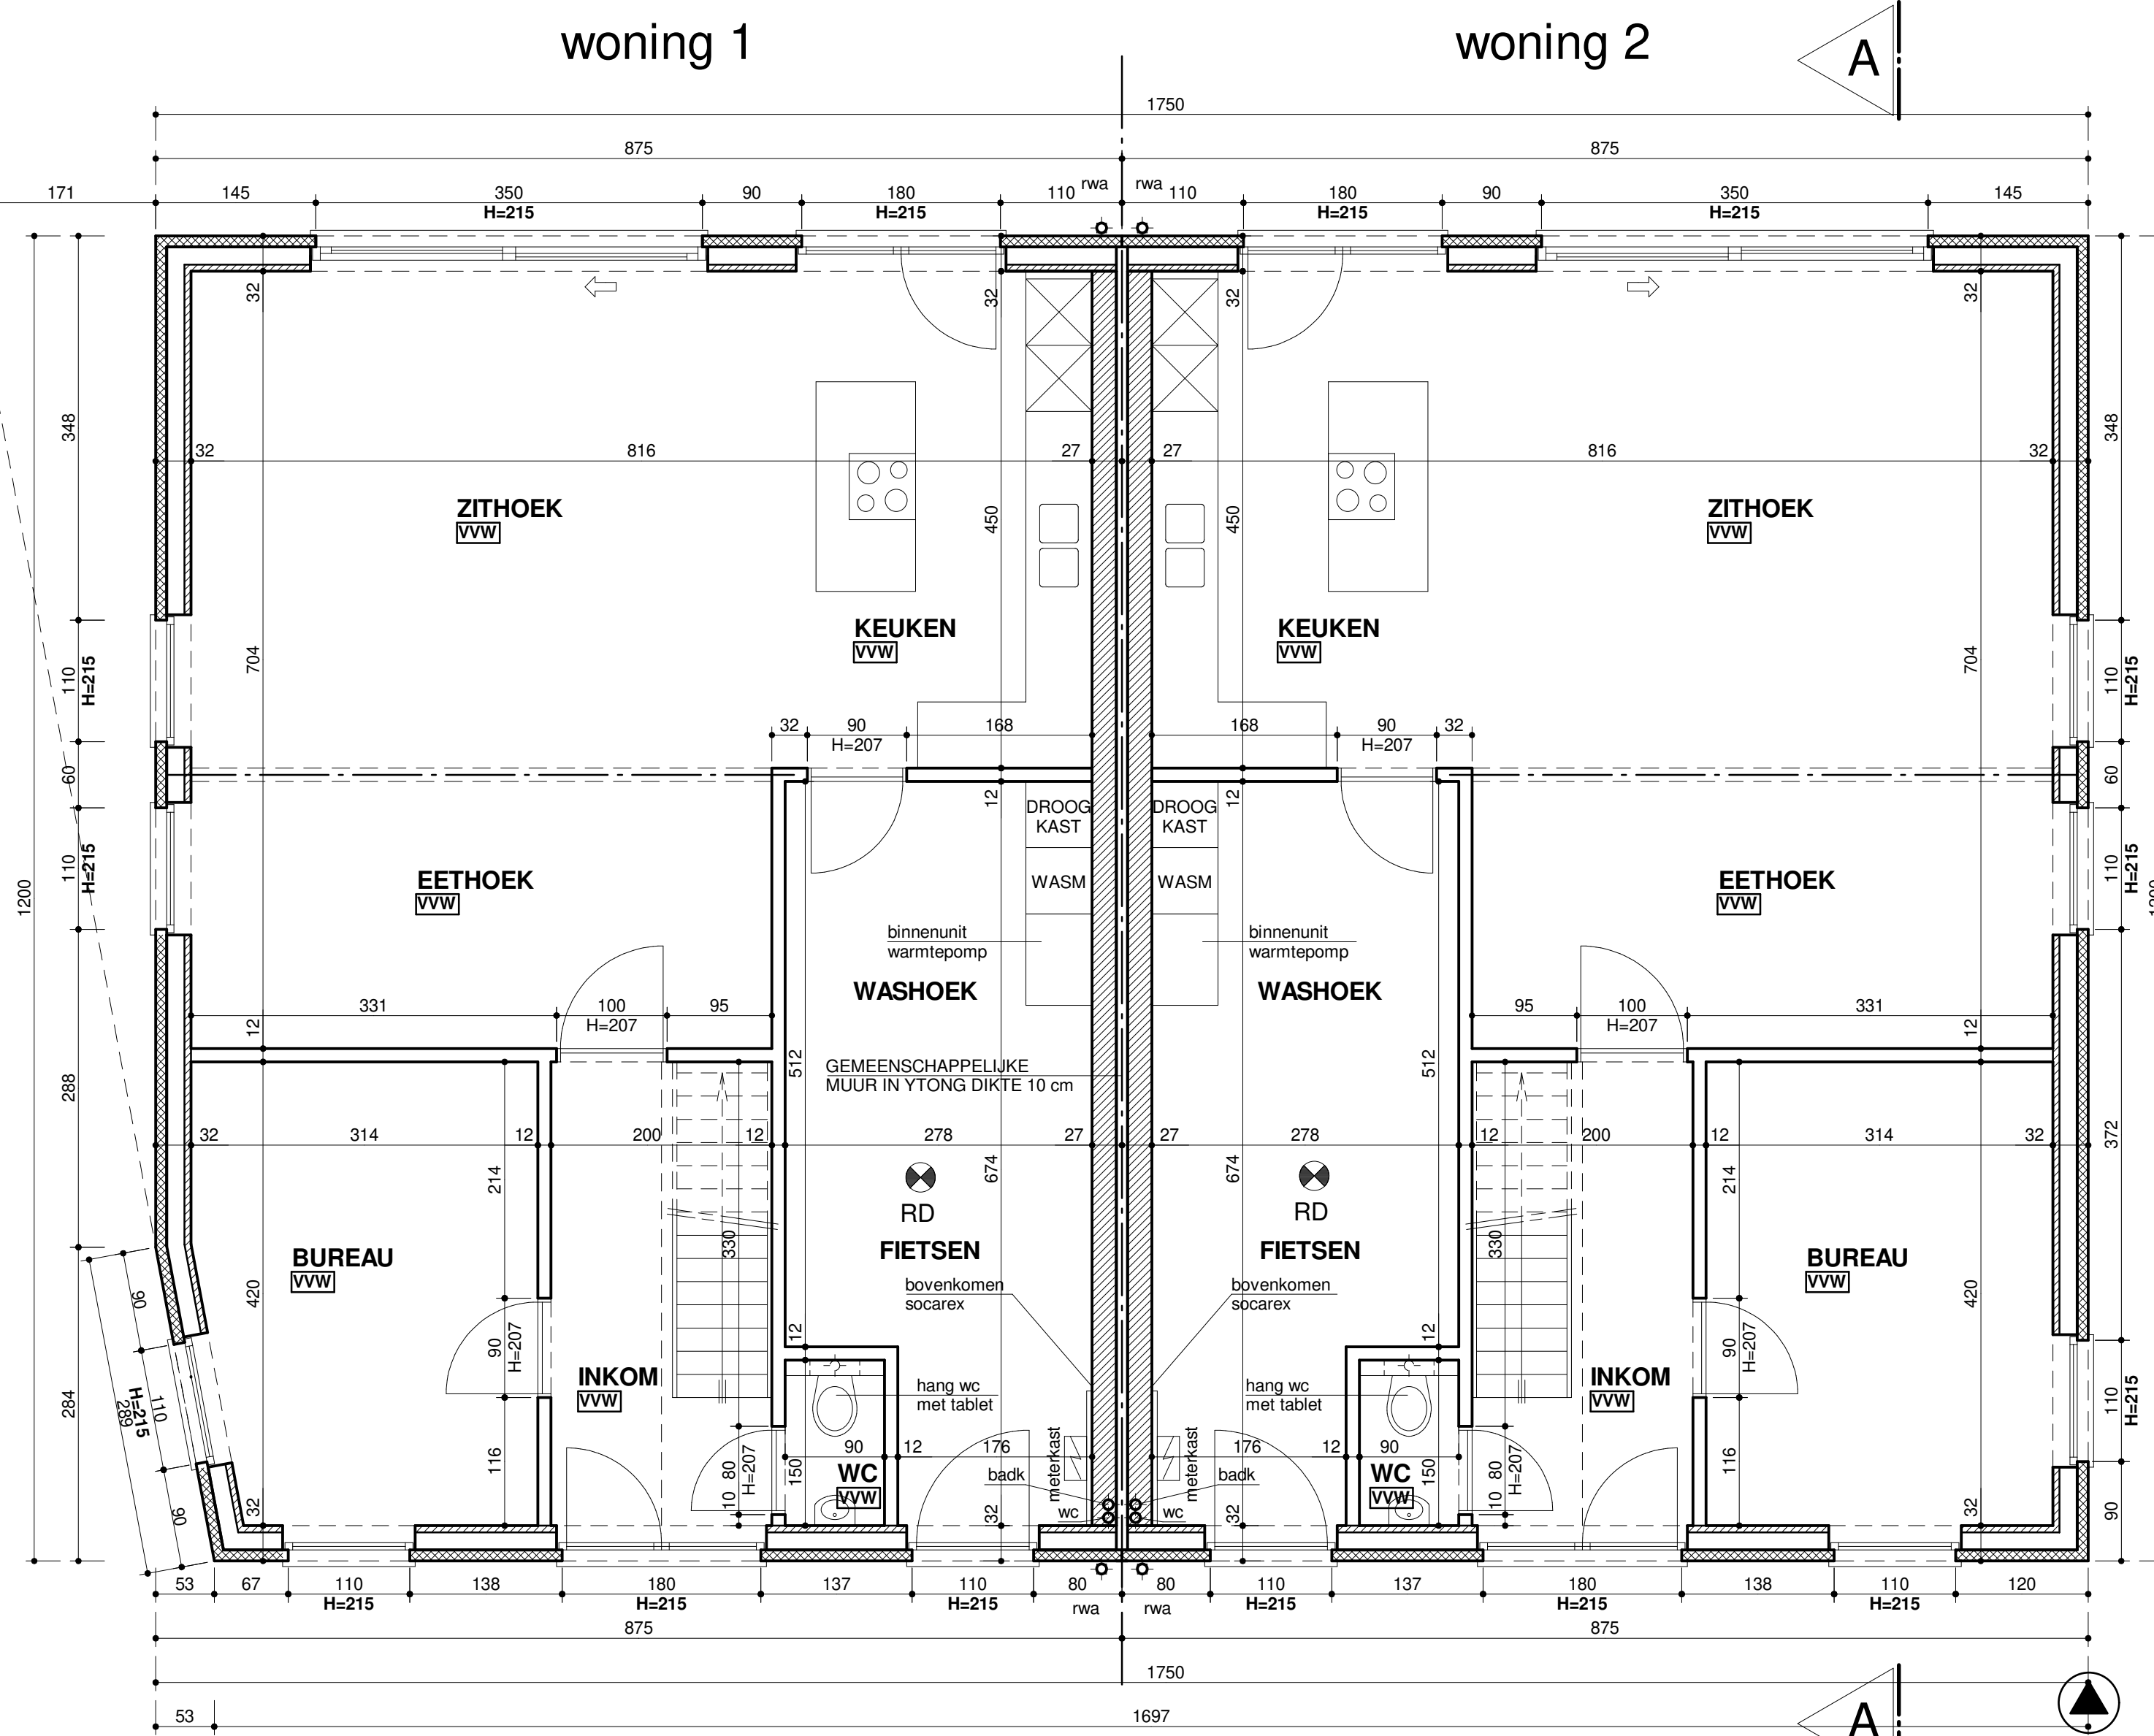 woning 1
woning 2
A
1750
875
875
171
145
350
90
180
110
rwa
rwa
110
180
90
350
145
H=215
H=215
H=215
H=215
32
32
32
32
348
348
32
816
27
27
816
32
ZITHOEK
VVW
ZITHOEK
VVW
450
450
KEUKEN
VVW
KEUKEN
VVW
704
704
110
H=215
110
H=215
32
90
168
168
90
32
H=207
H=207
60
60
12
12
DROOG
KAST
DROOG
KAST
110
H=215
110
H=215
EETHOEK
VVW
EETHOEK
VVW
WASM
WASM
1200
binnenunit
warmtepomp
binnenunit
warmtepomp
WASHOEK
WASHOEK
331
100
95
95
100
331
H=207
H=207
12
12
512
512
GEMEENSCHAPPELIJKE
MUUR IN YTONG DIKTE 10 cm
288
372
32
314
12
200
12
278
27
27
278
12
200
12
314
32
214
674
674
214
RD
RD
330
330
FIETSEN
FIETSEN
BUREAU
VVW
BUREAU
VVW
bovenkomen
socarex
bovenkomen
socarex
420
420
90
12
12
90
H=207
90
H=207
INKOM
VVW
INKOM
VVW
hang wc
met tablet
hang wc
met tablet
284
110
H=215
289
110
H=215
116
116
90
12
176
176
12
90
10
80
H=207
150
150
10
80
H=207
WC
VVW
WC
VVW
meterkast
meterkast
badk
badk
wc
wc
32
32
32
32
90
90
53
67
110
138
180
137
110
80
80
110
137
180
138
110
120
H=215
H=215
H=215
rwa
rwa
H=215
H=215
H=215
875
875
1750
53
1697
A